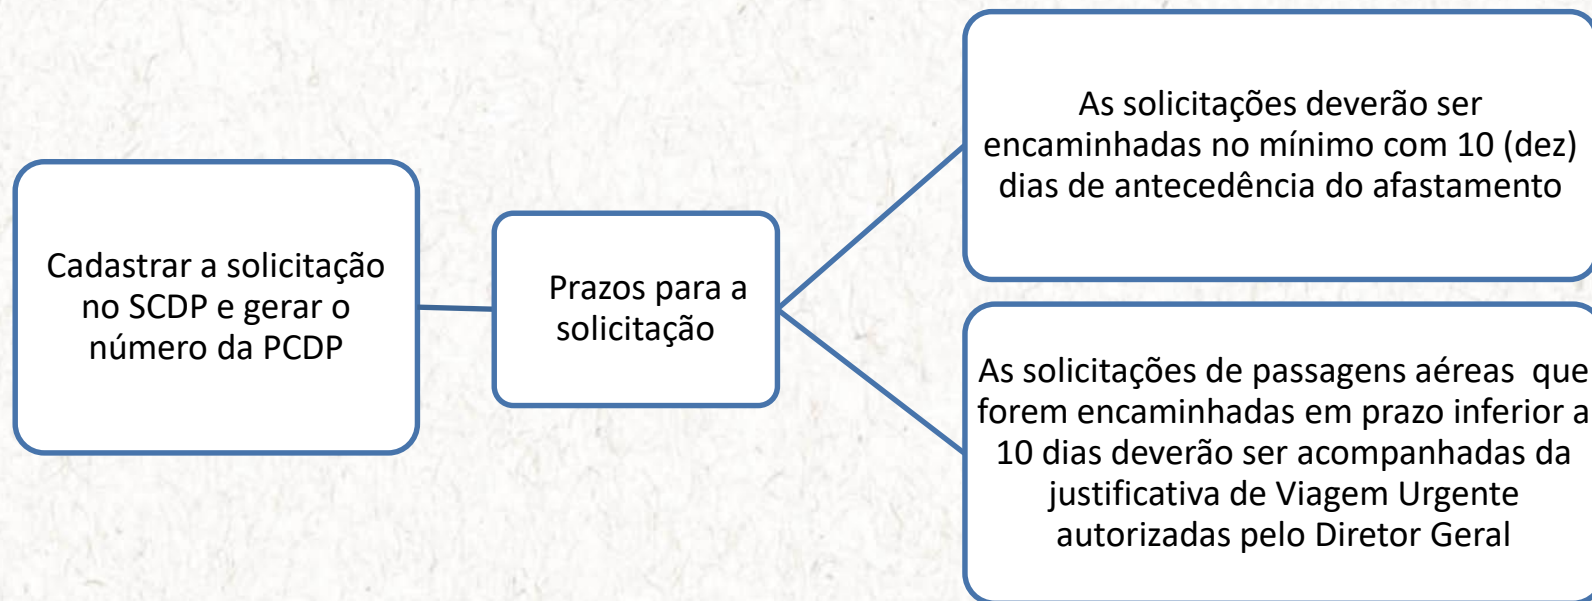 Cadastrar a solicitação
no SCDP e gerar o
número da PCDP
Prazos para a
solicitação
As solicitações deverão ser
encaminhadas no mínimo com 10 (dez)
dias de antecedência do afastamento
As solicitações de passagens aéreas que
forem encaminhadas em prazo inferior a
10 dias deverão ser acompanhadas da
justificativa de Viagem Urgente
autorizadas pelo Diretor Geral